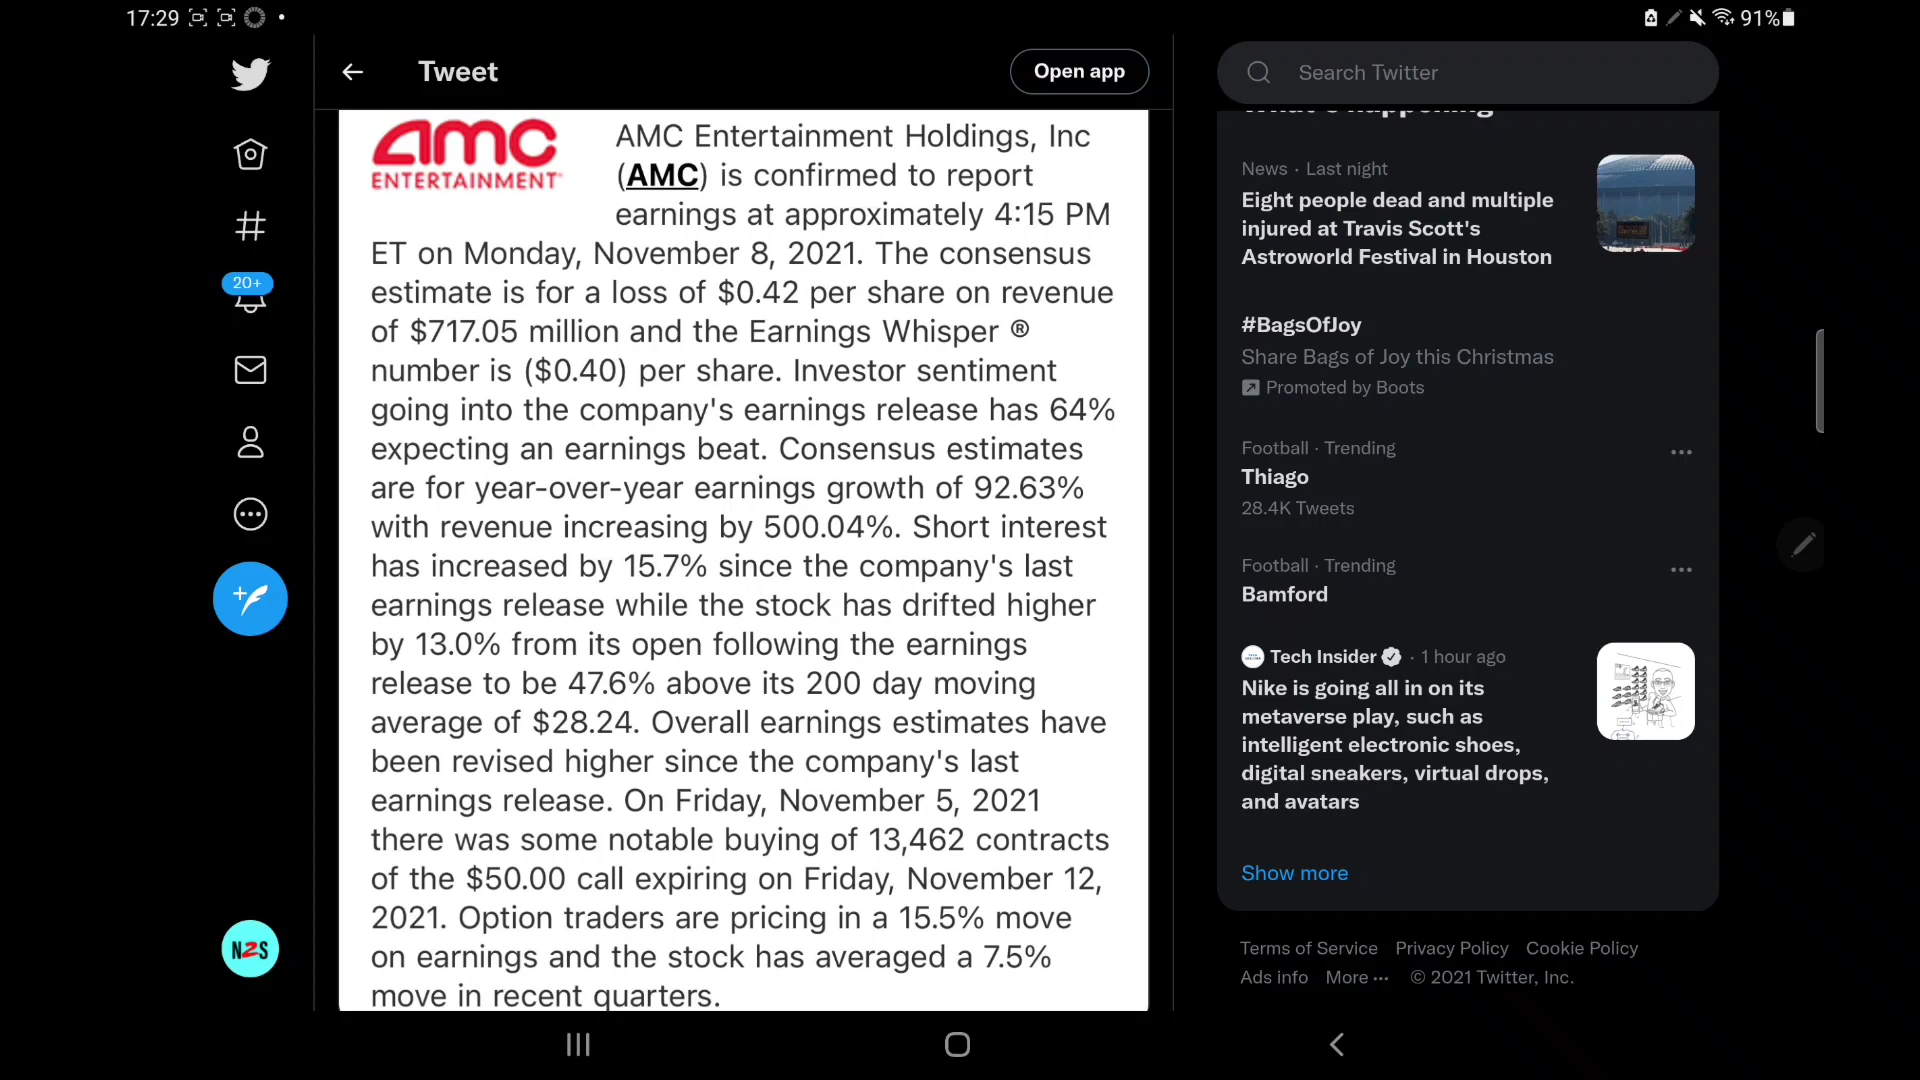 17:29
91%
Tweet
Open app
Search Twitter
amc
ENTERTAINMENT
AMC Entertainment Holdings, Inc
(AMC) is confirmed to report
earnings at approximately 4:15 PM
ET on Monday, November 8, 2021. The consensus
estimate is for a loss of $0.42 per share on revenue
of $717.05 million and the Earnings Whisper ®
number is ($0.40) per share. Investor sentiment
going into the company's earnings release has 64%
expecting an earnings beat. Consensus estimates
are for year-over-year earnings growth of 92.63%
with revenue increasing by 500.04%. Short interest
has increased by 15.7% since the company's last
earnings release while the stock has drifted higher
by 13.0% from its open following the earnings
release to be 47.6% above its 200 day moving
average of $28.24. Overall earnings estimates have
been revised higher since the company's last
earnings release. On Friday, November 5, 2021
there was some notable buying of 13,462 contracts
of the $50.00 call expiring on Friday, November 12,
2021. Option traders are pricing in a 15.5% move
on earnings and the stock has averaged a 7.5%
move in recent quarters.
20+
N2S
What's happening
News · Last night
Eight people dead and multiple
injured at Travis Scott's
Astroworld Festival in Houston
#BagsOfJoy
Share Bags of Joy this Christmas
Promoted by Boots
Football · Trending
Thiago
28.4K Tweets
Football · Trending
Bamford
Tech Insider · 1 hour ago
Nike is going all in on its
metaverse play, such as
intelligent electronic shoes,
digital sneakers, virtual drops,
and avatars
Show more
Terms of Service Privacy Policy Cookie Policy
Ads info More ··· © 2021 Twitter, Inc.